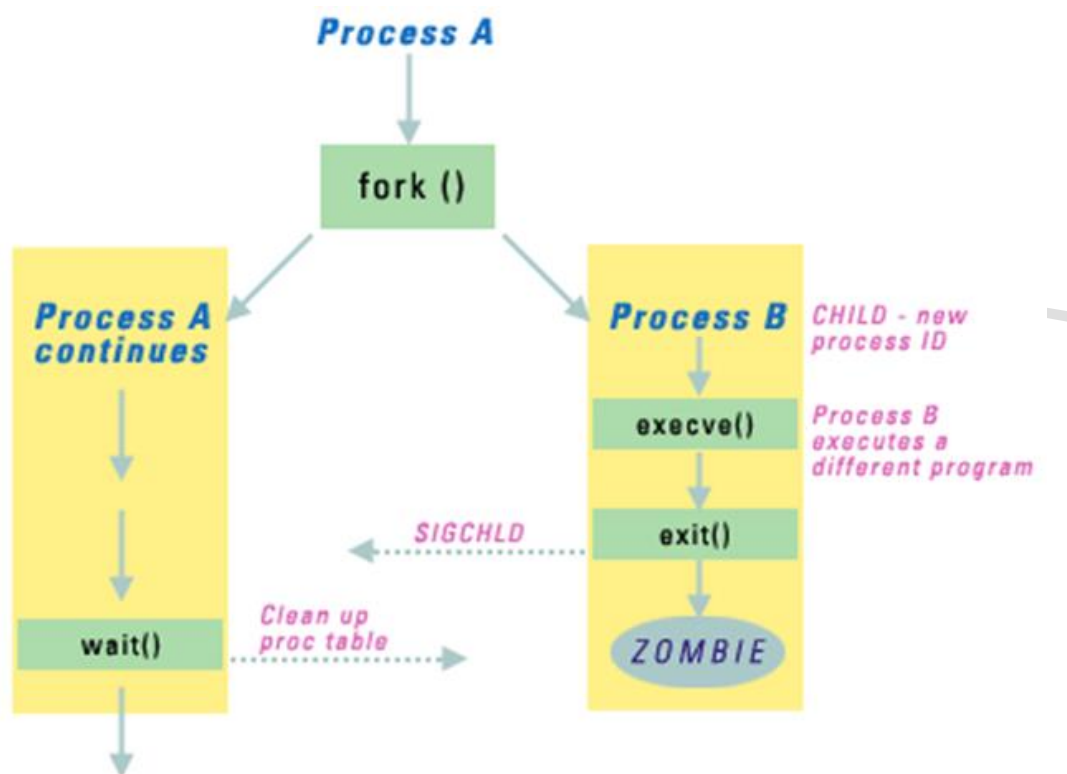 Process A
fork ()
Process A
continues
Process B
CHILD - new
process ID
execve()
Process B
executes a
different program
SIGCHLD
exit()
Clean up
proc table
wait()
ZOMBIE